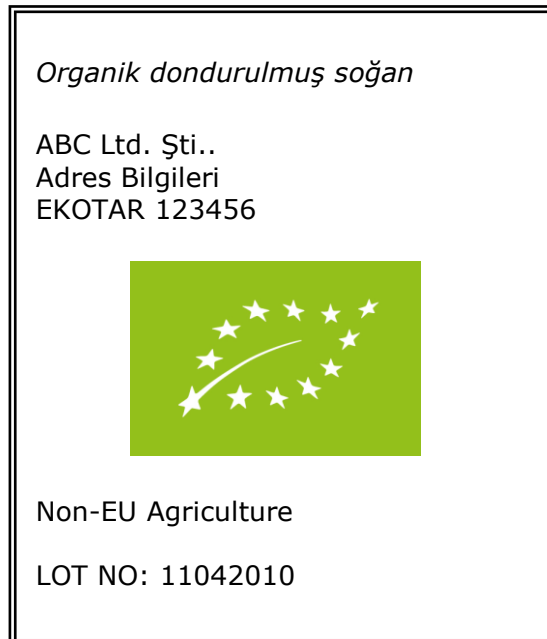 Organik dondurulmuş soğan
ABC Ltd. Şti..
Adres Bilgileri
EKOTAR 123456
Non-EU Agriculture
LOT NO: 11042010